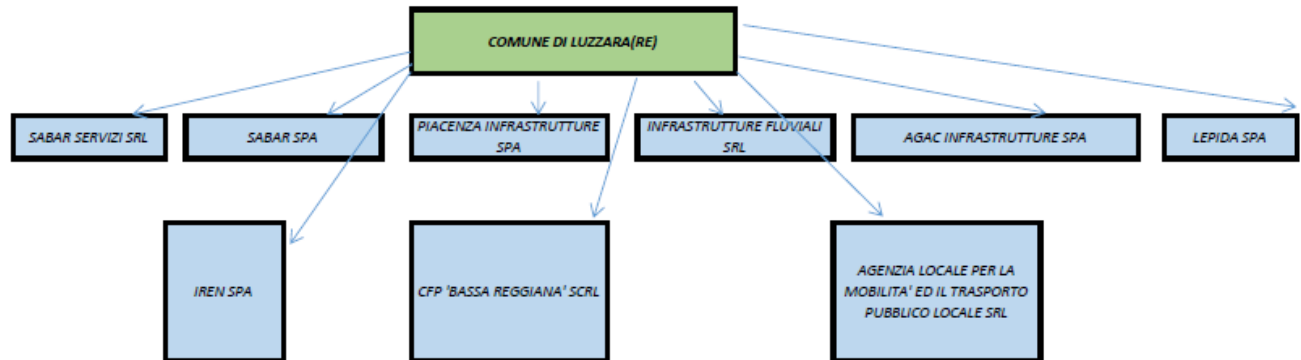 COMUNE DI LUZZARA(RE)
SABAR SERVIZI SRL
SABAR SPA
PIACENZA INFRASTRUTTURE
SPA
INFRASTRUTTURE FLUVIALI
SRL
AGAC INFRASTRUTTURE SPA
LEPIDA SPA
IREN SPA
CFP 'BASSA REGGIANA' SCRL
AGENZIA LOCALE PER LA
MOBILITA' ED IL TRASPORTO
PUBBLICO LOCALE SRL